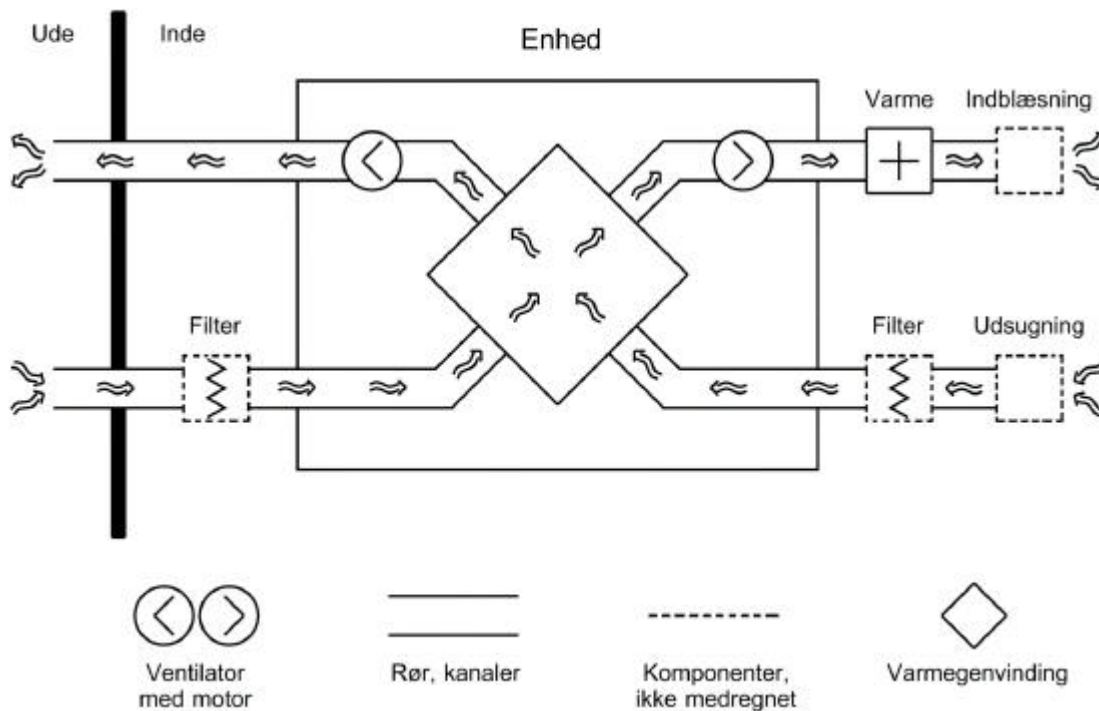 Ude
Inde
Enhed
Varme
Indblæsning
Filter
Filter
Udsugning
Ventilator
med motor
Rør, kanaler
Komponenter,
ikke medregnet
Varmegenvinding